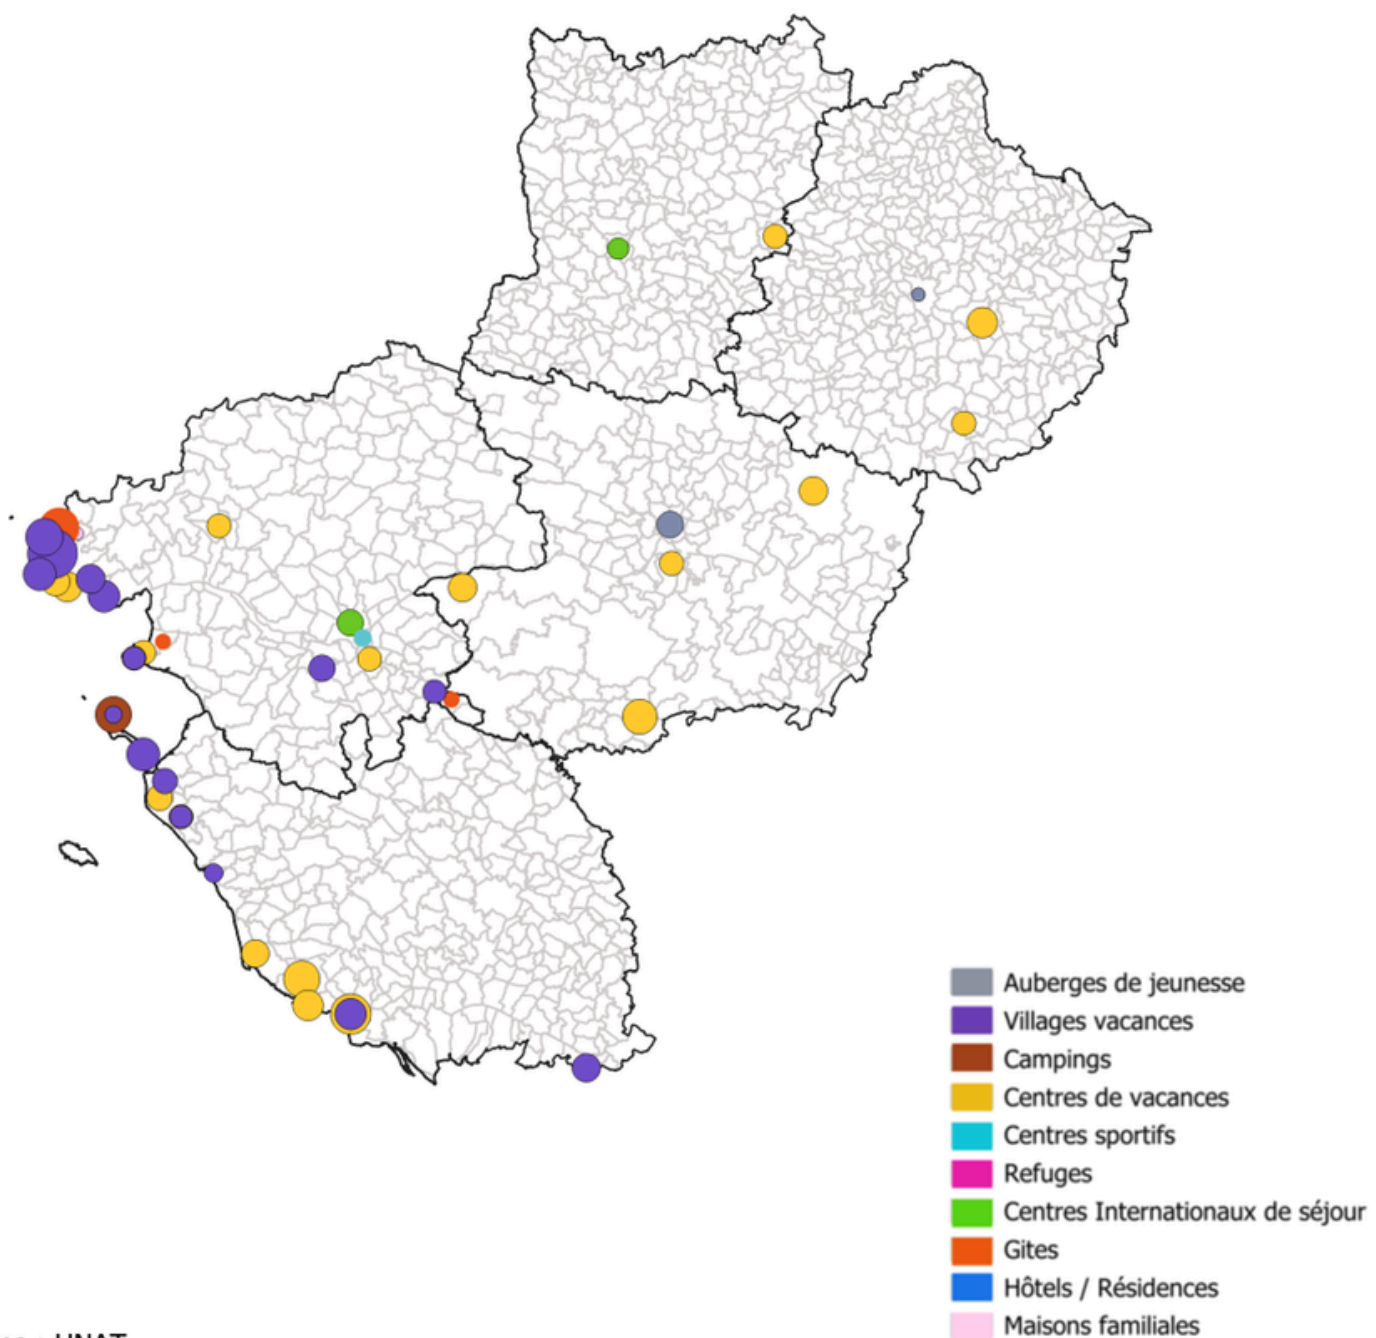 Auberges de jeunesse
Villages vacances
Campings
Centres de vacances
Centres sportifs
Refuges
Centres Internationaux de séjour
Gites
Hôtels / Résidences
Maisons familiales
: UNAT